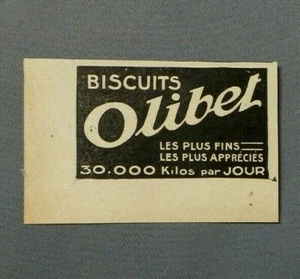 BISCUITS
Olibet
LES PLUS FINS
LES PLUS APPRÉCIÉS
30.000 Kilos par JOUR